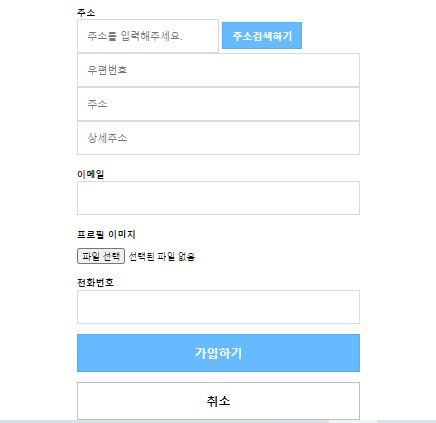 주소
주소를 입력해주세요. 주소검색하기
우편번호
주소
상세주소
이메일
프로필 이미지
파일 선택 선택된 파일 없음
전화번호
가입하기
취소